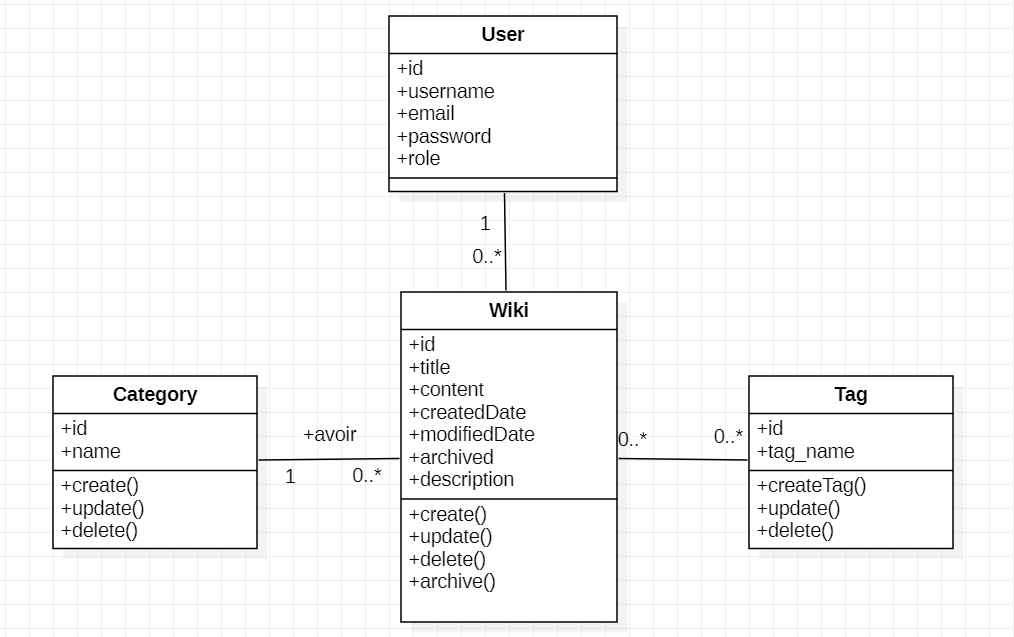 User
+id
+username
+email
+password
+role
1
0..*
Wiki
+id
+title
+content
+createdDate
+modifiedDate
+archived
+description
+create()
+update()
+delete()
+archive()
Category
+id
+name
+create()
+update()
+delete()
+avoir
1
0..*
0..*
0..*
Tag
+id
+tag_name
+createTag()
+update()
+delete()